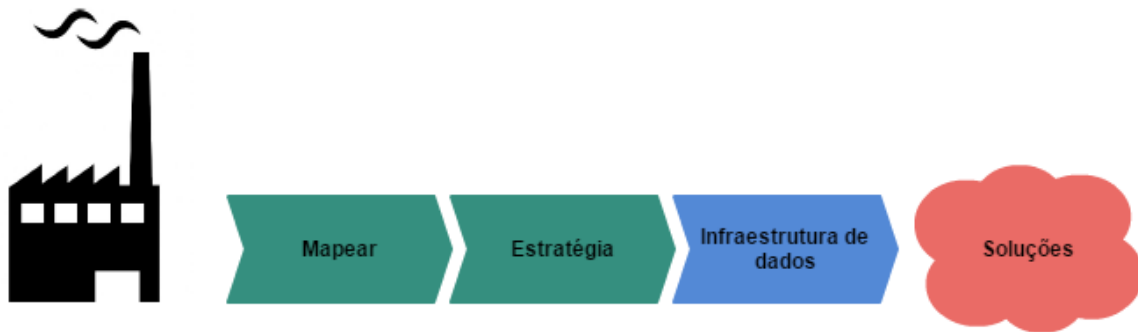 Mapear
Estratégia
Infraestrutura de
dados
Soluções